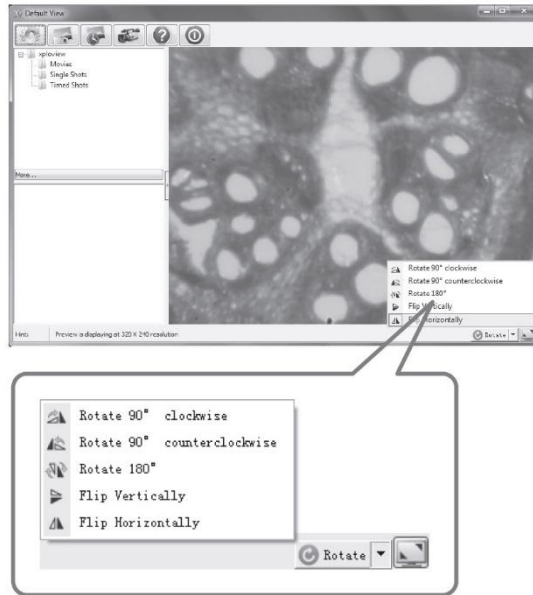 Default View
xploview
Movies
Single Shots
Timed Shots
More...
Rotate 90° clockwise
Rotate 90° counterclockwise
Rotate 180°
Flip Vertically
Flip Horizontally
Hints
Preview is displaying at 320 X 240 resolution
Rotate
Rotate 90° clockwise
Rotate 90° counterclockwise
Rotate 180°
Flip Vertically
Flip Horizontally
Rotate